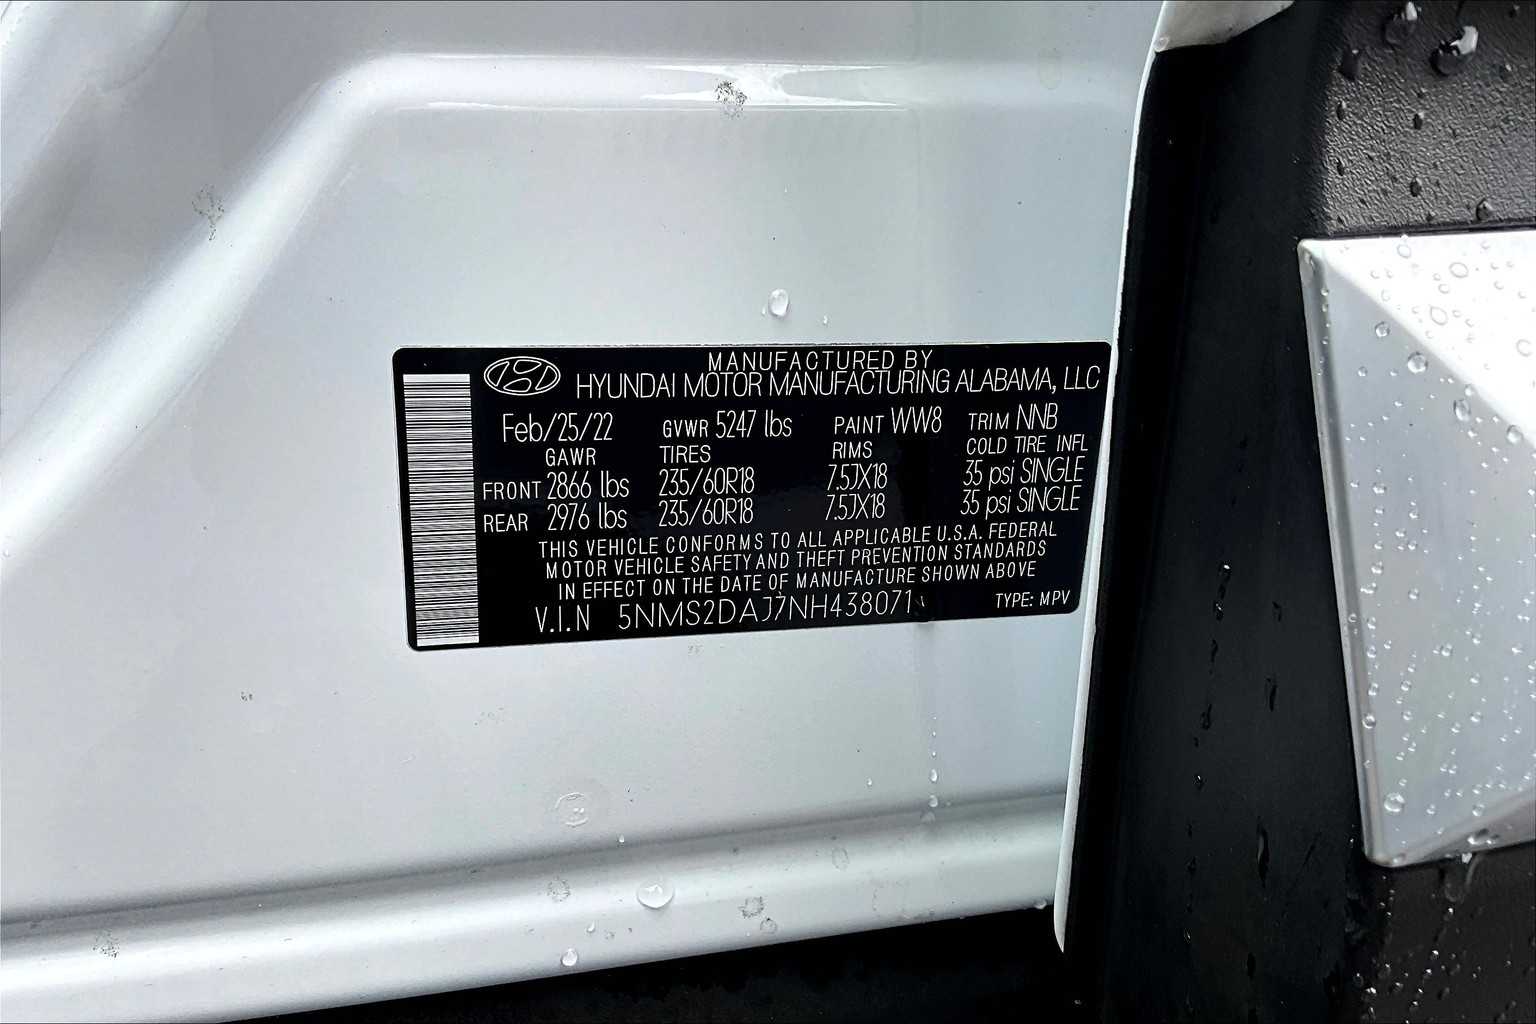 MANUFACTURED BY
HYUNDAI MOTOR MANUFACTURING ALABAMA, LLC
Feb/25/22 GVWR 5247 lbs PAINT WW8 TRIM NNB
GAWR TIRES RIMS COLD TIRE INFL
FRONT 2866 lbs 235/60R18 7.5JX18 35 psi SINGLE
REAR 2976 lbs 235/60R18 7.5JX18 35 psi SINGLE
THIS VEHICLE CONFORMS TO ALL APPLICABLE U.S.A. FEDERAL
MOTOR VEHICLE SAFETY AND THEFT PREVENTION STANDARDS
IN EFFECT ON THE DATE OF MANUFACTURE SHOWN ABOVE
V.I.N 5NMS2DAJ7NH438071 TYPE: MPV